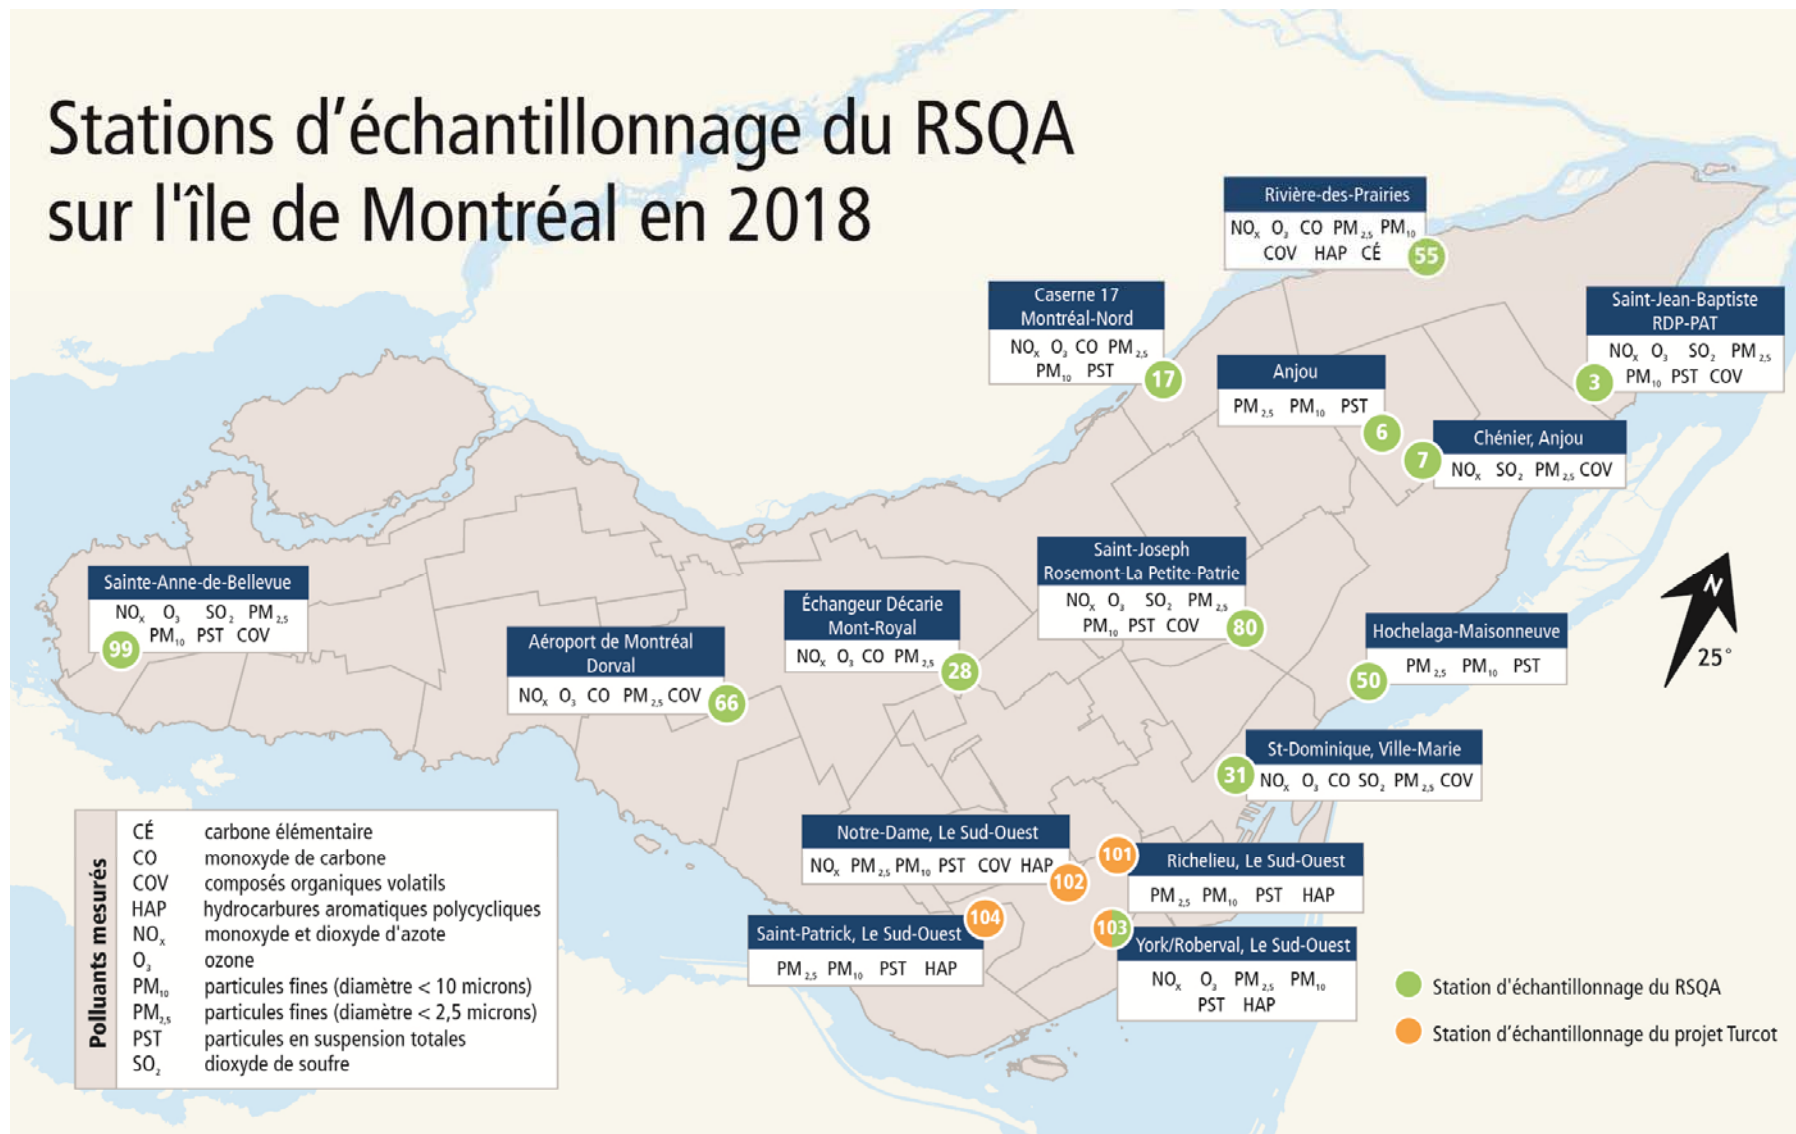 Stations d'échantillonnage du RSQA
sur l'île de Montréal en 2018
Rivière-des-Prairies
NOx O3 CO PM2,5 PM10
COV HAP CÉ
55
Caserne 17
Montréal-Nord
NOx O3 CO PM2,5
PM10 PST
17
Saint-Jean-Baptiste
RDP-PAT
NOx O3 SO2 PM2,5
PM10 PST COV
3
Anjou
PM2,5 PM10 PST
6
Chénier, Anjou
NOx SO2 PM2,5 COV
7
Saint-Joseph
Rosemont-La Petite-Patrie
NOx O3 SO2 PM2,5
PM10 PST COV
80
Sainte-Anne-de-Bellevue
NOx O3 SO2 PM2,5
PM10 PST COV
99
Échangeur Décarie
Mont-Royal
NOx O3 CO PM2,5
28
Aéroport de Montréal
Dorval
NOx O3 CO PM2,5 COV
66
Hochelaga-Maisonneuve
PM2,5 PM10 PST
50
N
25°
St-Dominique, Ville-Marie
NOx O3 CO SO2 PM2,5 COV
31
Notre-Dame, Le Sud-Ouest
NOx PM2,5 PM10 PST COV HAP
102
101
Richelieu, Le Sud-Ouest
PM2,5 PM10 PST HAP
104
Saint-Patrick, Le Sud-Ouest
PM2,5 PM10 PST HAP
103
York/Roberval, Le Sud-Ouest
NOx O3 PM2,5 PM10
PST HAP
Polluants mesurés
CÉ carbone élémentaire
CO monoxyde de carbone
COV composés organiques volatils
HAP hydrocarbures aromatiques polycycliques
NOx monoxyde et dioxyde d'azote
O3 ozone
PM10 particules fines (diamètre < 10 microns)
PM2,5 particules fines (diamètre < 2,5 microns)
PST particules en suspension totales
SO2 dioxyde de soufre
Station d'échantillonnage du RSQA
Station d'échantillonnage du projet Turcot